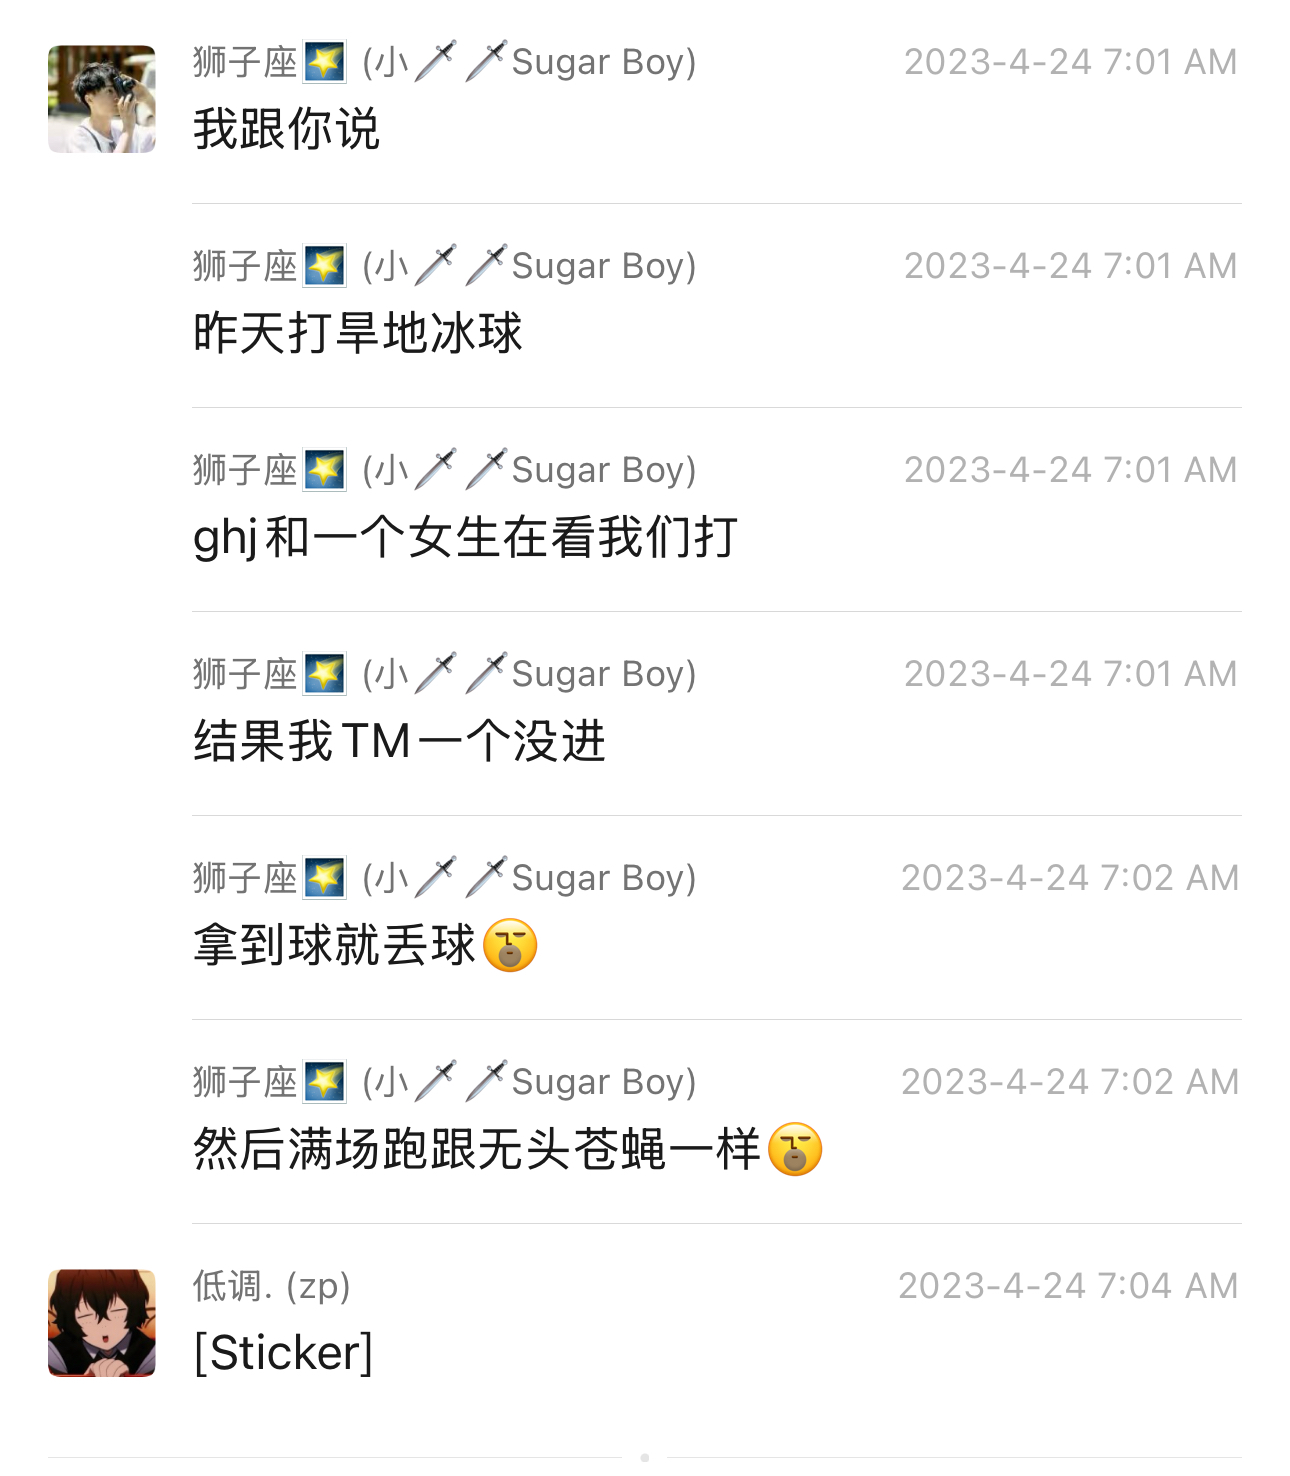 狮子座🌠 (小🗡🗡Sugar Boy) 2023-4-24 7:01 AM
我跟你说
狮子座🌠 (小🗡🗡Sugar Boy) 2023-4-24 7:01 AM
昨天打旱地冰球
狮子座🌠 (小🗡🗡Sugar Boy) 2023-4-24 7:01 AM
ghj和一个女生在看我们打
狮子座🌠 (小🗡🗡Sugar Boy) 2023-4-24 7:01 AM
结果我TM一个没进
狮子座🌠 (小🗡🗡Sugar Boy) 2023-4-24 7:02 AM
拿到球就丢球
狮子座🌠 (小🗡🗡Sugar Boy) 2023-4-24 7:02 AM
然后满场跑跟无头苍蝇一样
低调. (zp) 2023-4-24 7:04 AM
[Sticker]